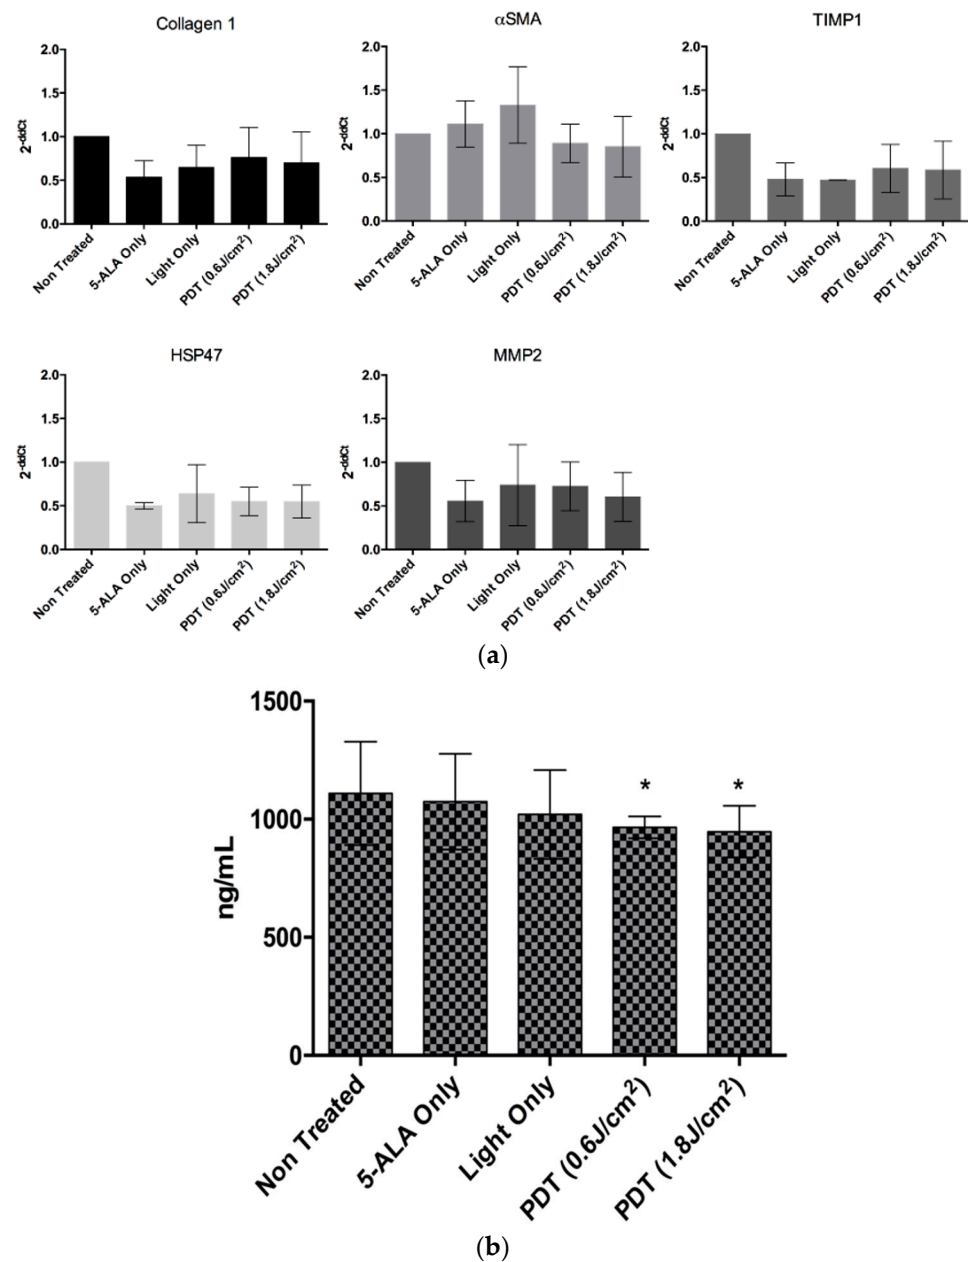 Collagen 1
2-ddCt
2.0
1.5
1.0
0.5
0.0
Non Treated
5-ALA Only
Light Only
PDT (0.6J/cm²)
PDT (1.8J/cm²)
αSMA
2-ddCt
2.0
1.5
1.0
0.5
0.0
Non Treated
5-ALA Only
Light Only
PDT (0.6J/cm²)
PDT (1.8J/cm²)
TIMP1
2-ddCt
2.0
1.5
1.0
0.5
0.0
Non Treated
5-ALA Only
Light Only
PDT (0.6J/cm²)
PDT (1.8J/cm²)
HSP47
2-ddCt
2.0
1.5
1.0
0.5
0.0
Non Treated
5-ALA Only
Light Only
PDT (0.6J/cm²)
PDT (1.8J/cm²)
MMP2
2-ddCt
2.0
1.5
1.0
0.5
0.0
Non Treated
5-ALA Only
Light Only
PDT (0.6J/cm²)
PDT (1.8J/cm²)
(a)
ng/mL
1500
1000
500
0
* *
Non Treated
5-ALA Only
Light Only
PDT (0.6J/cm²)
PDT (1.8J/cm²)
(b)